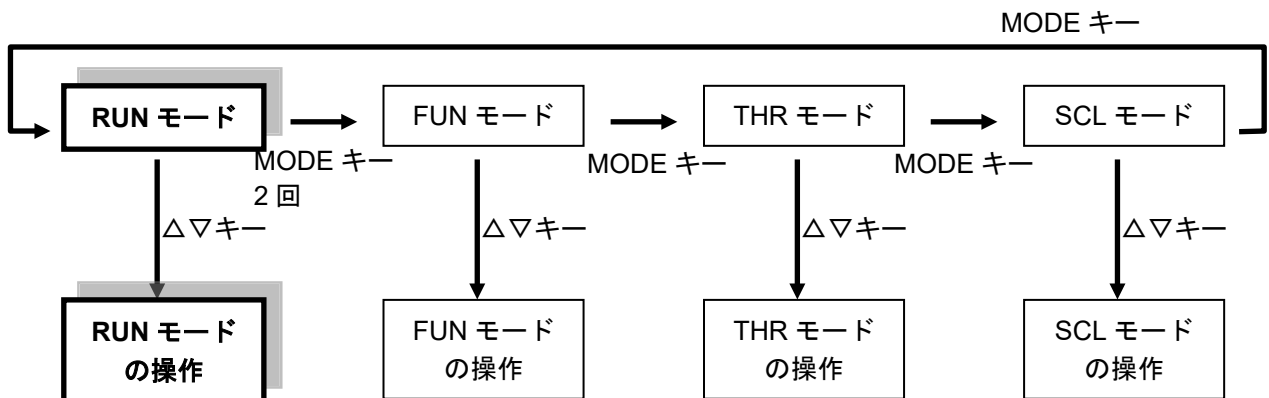 MODE キー
RUN モード
FUN モード
THR モード
SCL モード
MODE キー
2 回
MODE キー
MODE キー
△▽キー
△▽キー
△▽キー
△▽キー
RUN モード
の操作
FUN モード
の操作
THR モード
の操作
SCL モード
の操作